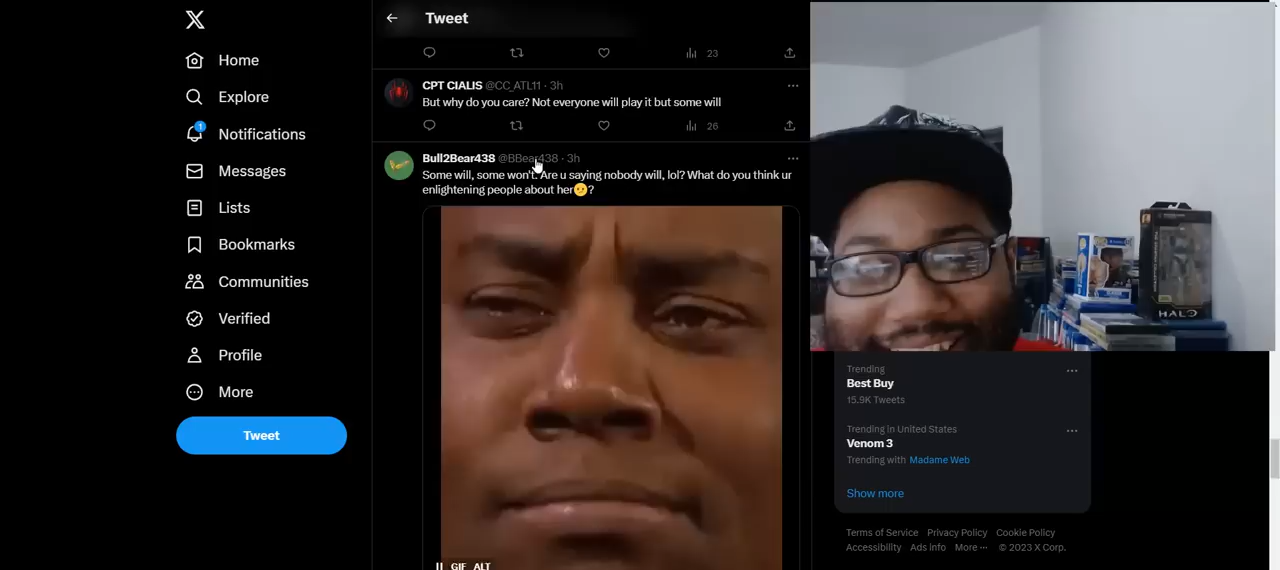 Tweet
Home
Explore
1
Notifications
Messages
Lists
Bookmarks
Communities
Verified
Profile
More
Tweet
23
CPT CIALIS @CC_ATL11 · 3h
But why do you care? Not everyone will play it but some will
26
Bull2Bear438 @BBear438 · 3h
Some will, some won't. Are u saying nobody will, lol? What do you think ur
enlightening people about her🫤?
GIF ALT
HALO
Trending
Best Buy
15.9K Tweets
Trending in United States
Venom 3
Trending with Madame Web
Show more
Terms of Service Privacy Policy Cookie Policy
Accessibility Ads info More ··· © 2023 X Corp.